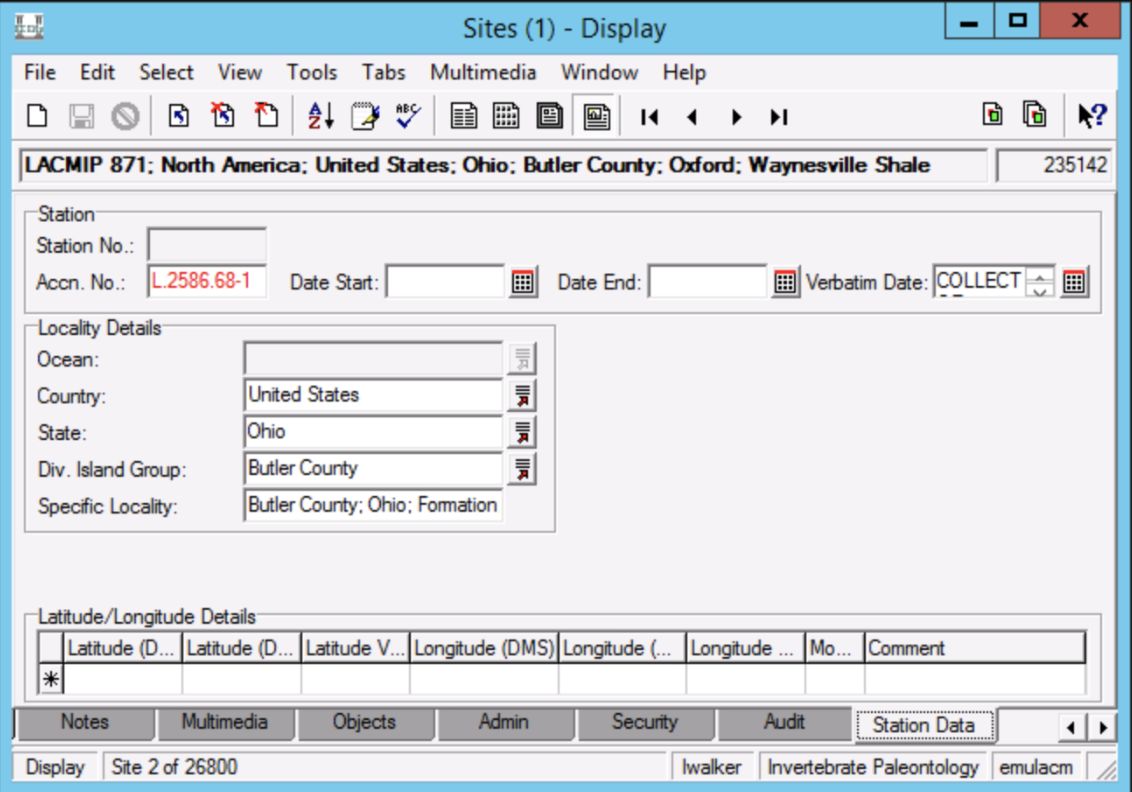 Sites (1) - Display
File Edit Select View Tools Tabs Multimedia Window Help
A Z ABC ?
LACMIP 871; North America; United States; Ohio; Butler County; Oxford; Waynesville Shale 235142
Station
Station No.:
Accn. No.: L.2586.68-1 Date Start: Date End: Verbatim Date: COLLECT
Locality Details
Ocean:
Country: United States
State: Ohio
Div. Island Group: Butler County
Specific Locality: Butler County; Ohio; Formation
Latitude/Longitude Details
Latitude (D... Latitude (D... Latitude V... Longitude (DMS) Longitude (... Longitude ... Mo... Comment
*
Notes Multimedia Objects Admin Security Audit Station Data
Display Site 2 of 26800 lwalker Invertebrate Paleontology emulacm